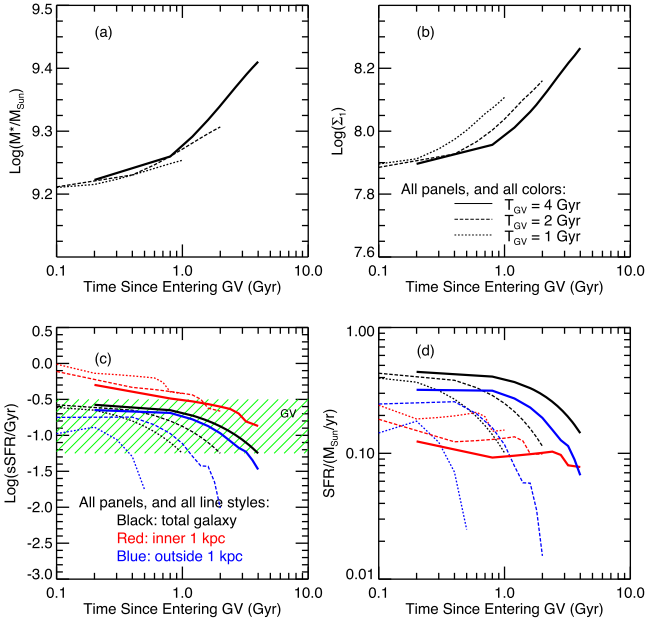 9.5
9.4
9.3
9.2
Log(M*/M_Sun)
(a)
0.1 1.0 10.0
Time Since Entering GV (Gyr)
8.2
8.0
7.8
7.6
Log(Σ₁)
(b)
All panels, and all colors:
T_GV = 4 Gyr
T_GV = 2 Gyr
T_GV = 1 Gyr
0.1 1.0 10.0
Time Since Entering GV (Gyr)
0.5
0.0
-0.5
-1.0
-1.5
-2.0
-2.5
-3.0
Log(sSFR/Gyr)
(c)
GV
All panels, and all line styles:
Black: total galaxy
Red: inner 1 kpc
Blue: outside 1 kpc
0.1 1.0 10.0
Time Since Entering GV (Gyr)
1.00
0.10
0.01
SFR/(M_Sun/yr)
(d)
0.1 1.0 10.0
Time Since Entering GV (Gyr)